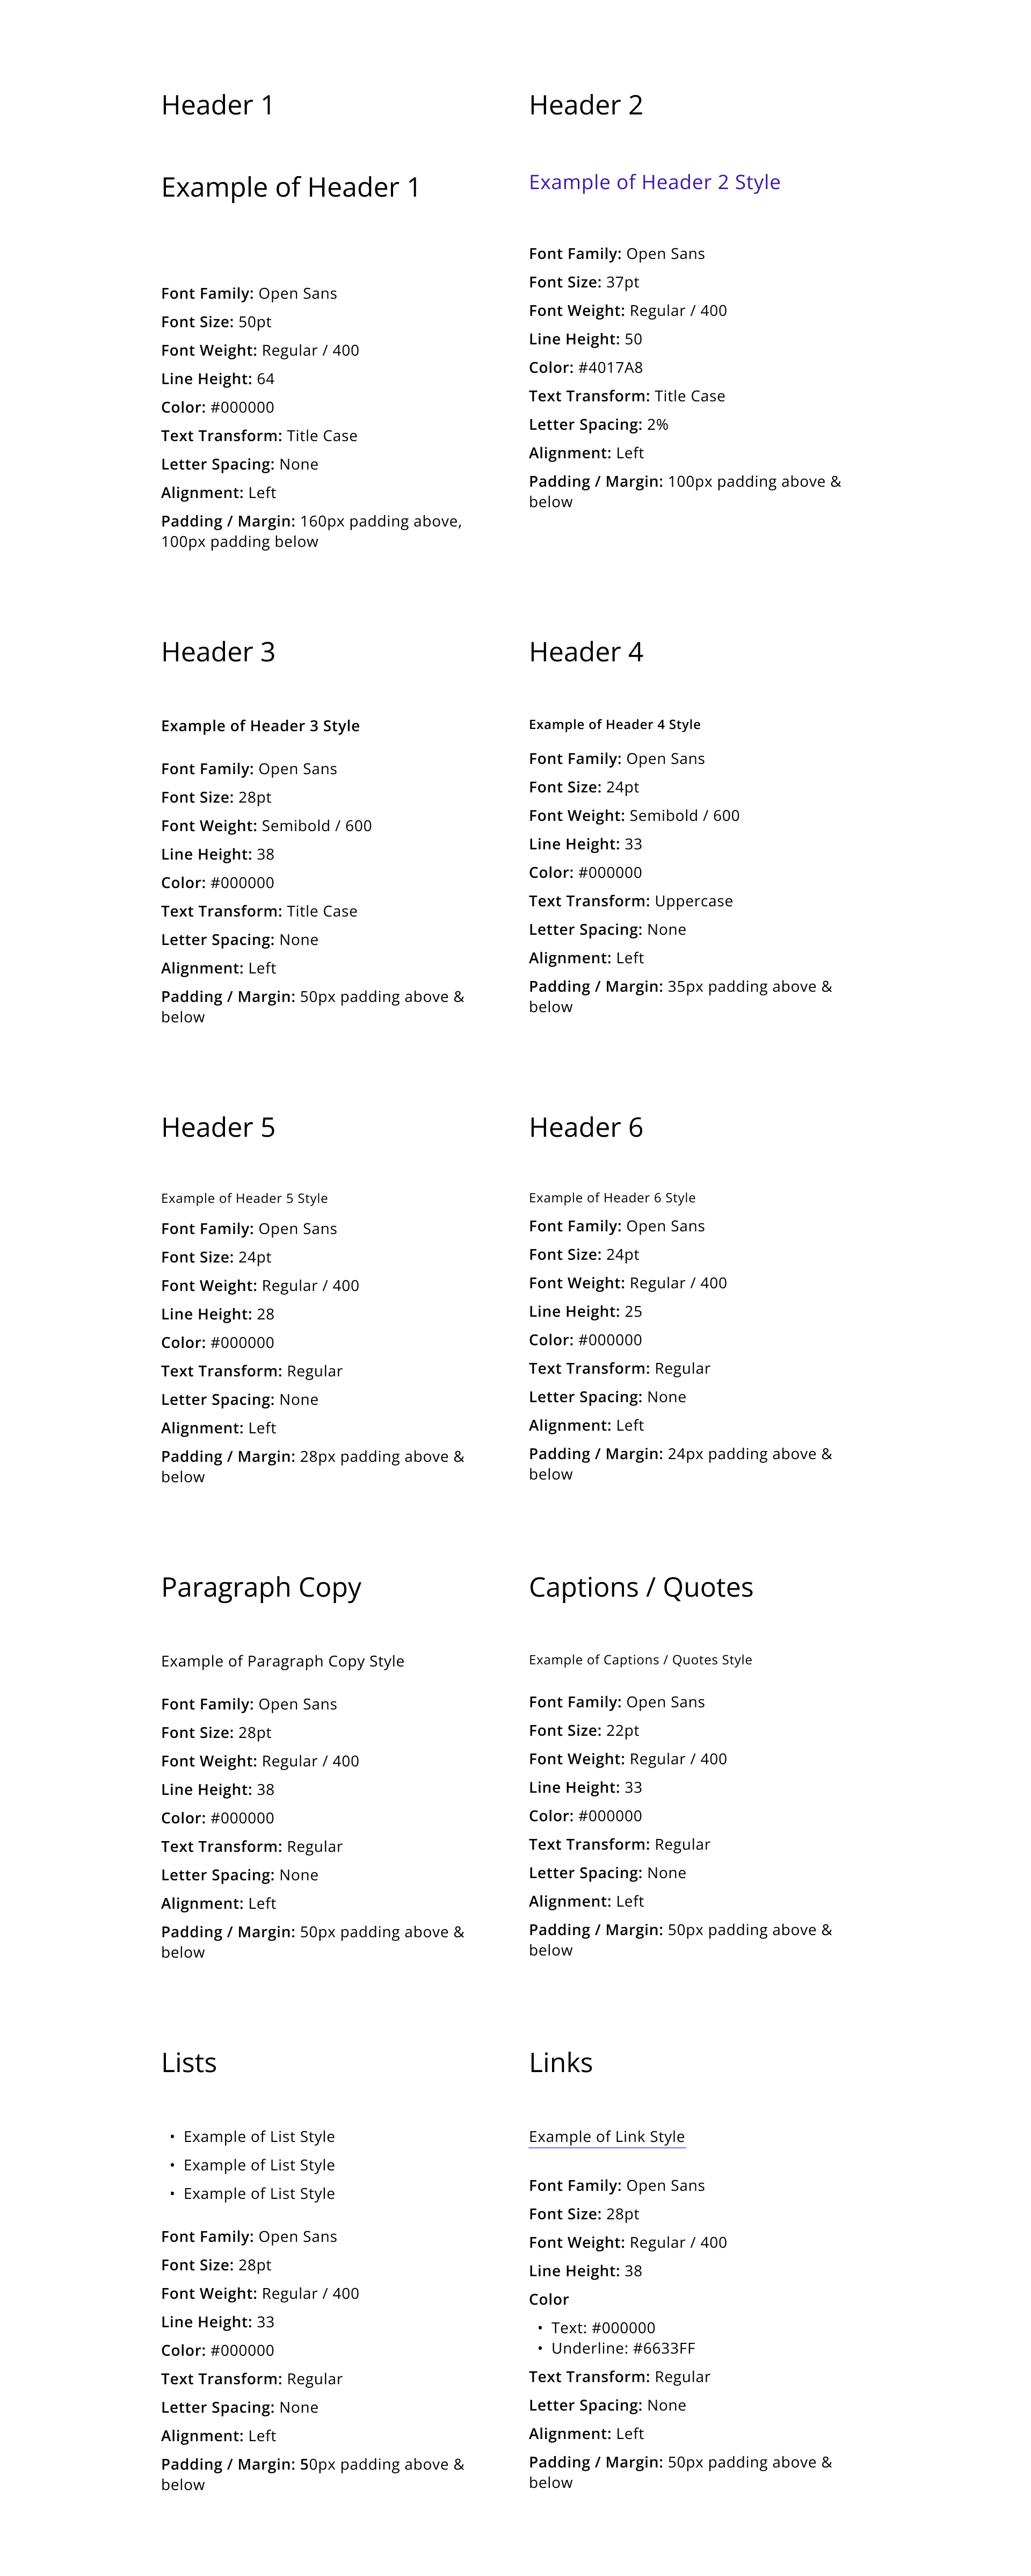 Header 1
Example of Header 1
Font Family: Open Sans
Font Size: 50pt
Font Weight: Regular / 400
Line Height: 64
Color: #000000
Text Transform: Title Case
Letter Spacing: None
Alignment: Left
Padding / Margin: 160px padding above,
100px padding below
Header 2
Example of Header 2 Style
Font Family: Open Sans
Font Size: 37pt
Font Weight: Regular / 400
Line Height: 50
Color: #4017A8
Text Transform: Title Case
Letter Spacing: 2%
Alignment: Left
Padding / Margin: 100px padding above &
below
Header 3
Example of Header 3 Style
Font Family: Open Sans
Font Size: 28pt
Font Weight: Semibold / 600
Line Height: 38
Color: #000000
Text Transform: Title Case
Letter Spacing: None
Alignment: Left
Padding / Margin: 50px padding above &
below
Header 4
Example of Header 4 Style
Font Family: Open Sans
Font Size: 24pt
Font Weight: Semibold / 600
Line Height: 33
Color: #000000
Text Transform: Uppercase
Letter Spacing: None
Alignment: Left
Padding / Margin: 35px padding above &
below
Header 5
Example of Header 5 Style
Font Family: Open Sans
Font Size: 24pt
Font Weight: Regular / 400
Line Height: 28
Color: #000000
Text Transform: Regular
Letter Spacing: None
Alignment: Left
Padding / Margin: 28px padding above &
below
Header 6
Example of Header 6 Style
Font Family: Open Sans
Font Size: 24pt
Font Weight: Regular / 400
Line Height: 25
Color: #000000
Text Transform: Regular
Letter Spacing: None
Alignment: Left
Padding / Margin: 24px padding above &
below
Paragraph Copy
Example of Paragraph Copy Style
Font Family: Open Sans
Font Size: 28pt
Font Weight: Regular / 400
Line Height: 38
Color: #000000
Text Transform: Regular
Letter Spacing: None
Alignment: Left
Padding / Margin: 50px padding above &
below
Captions / Quotes
Example of Captions / Quotes Style
Font Family: Open Sans
Font Size: 22pt
Font Weight: Regular / 400
Line Height: 33
Color: #000000
Text Transform: Regular
Letter Spacing: None
Alignment: Left
Padding / Margin: 50px padding above &
below
Lists
• Example of List Style
• Example of List Style
• Example of List Style
Font Family: Open Sans
Font Size: 28pt
Font Weight: Regular / 400
Line Height: 33
Color: #000000
Text Transform: Regular
Letter Spacing: None
Alignment: Left
Padding / Margin: 50px padding above &
below
Links
Example of Link Style
Font Family: Open Sans
Font Size: 28pt
Font Weight: Regular / 400
Line Height: 38
Color
• Text: #000000
• Underline: #6633FF
Text Transform: Regular
Letter Spacing: None
Alignment: Left
Padding / Margin: 50px padding above &
below